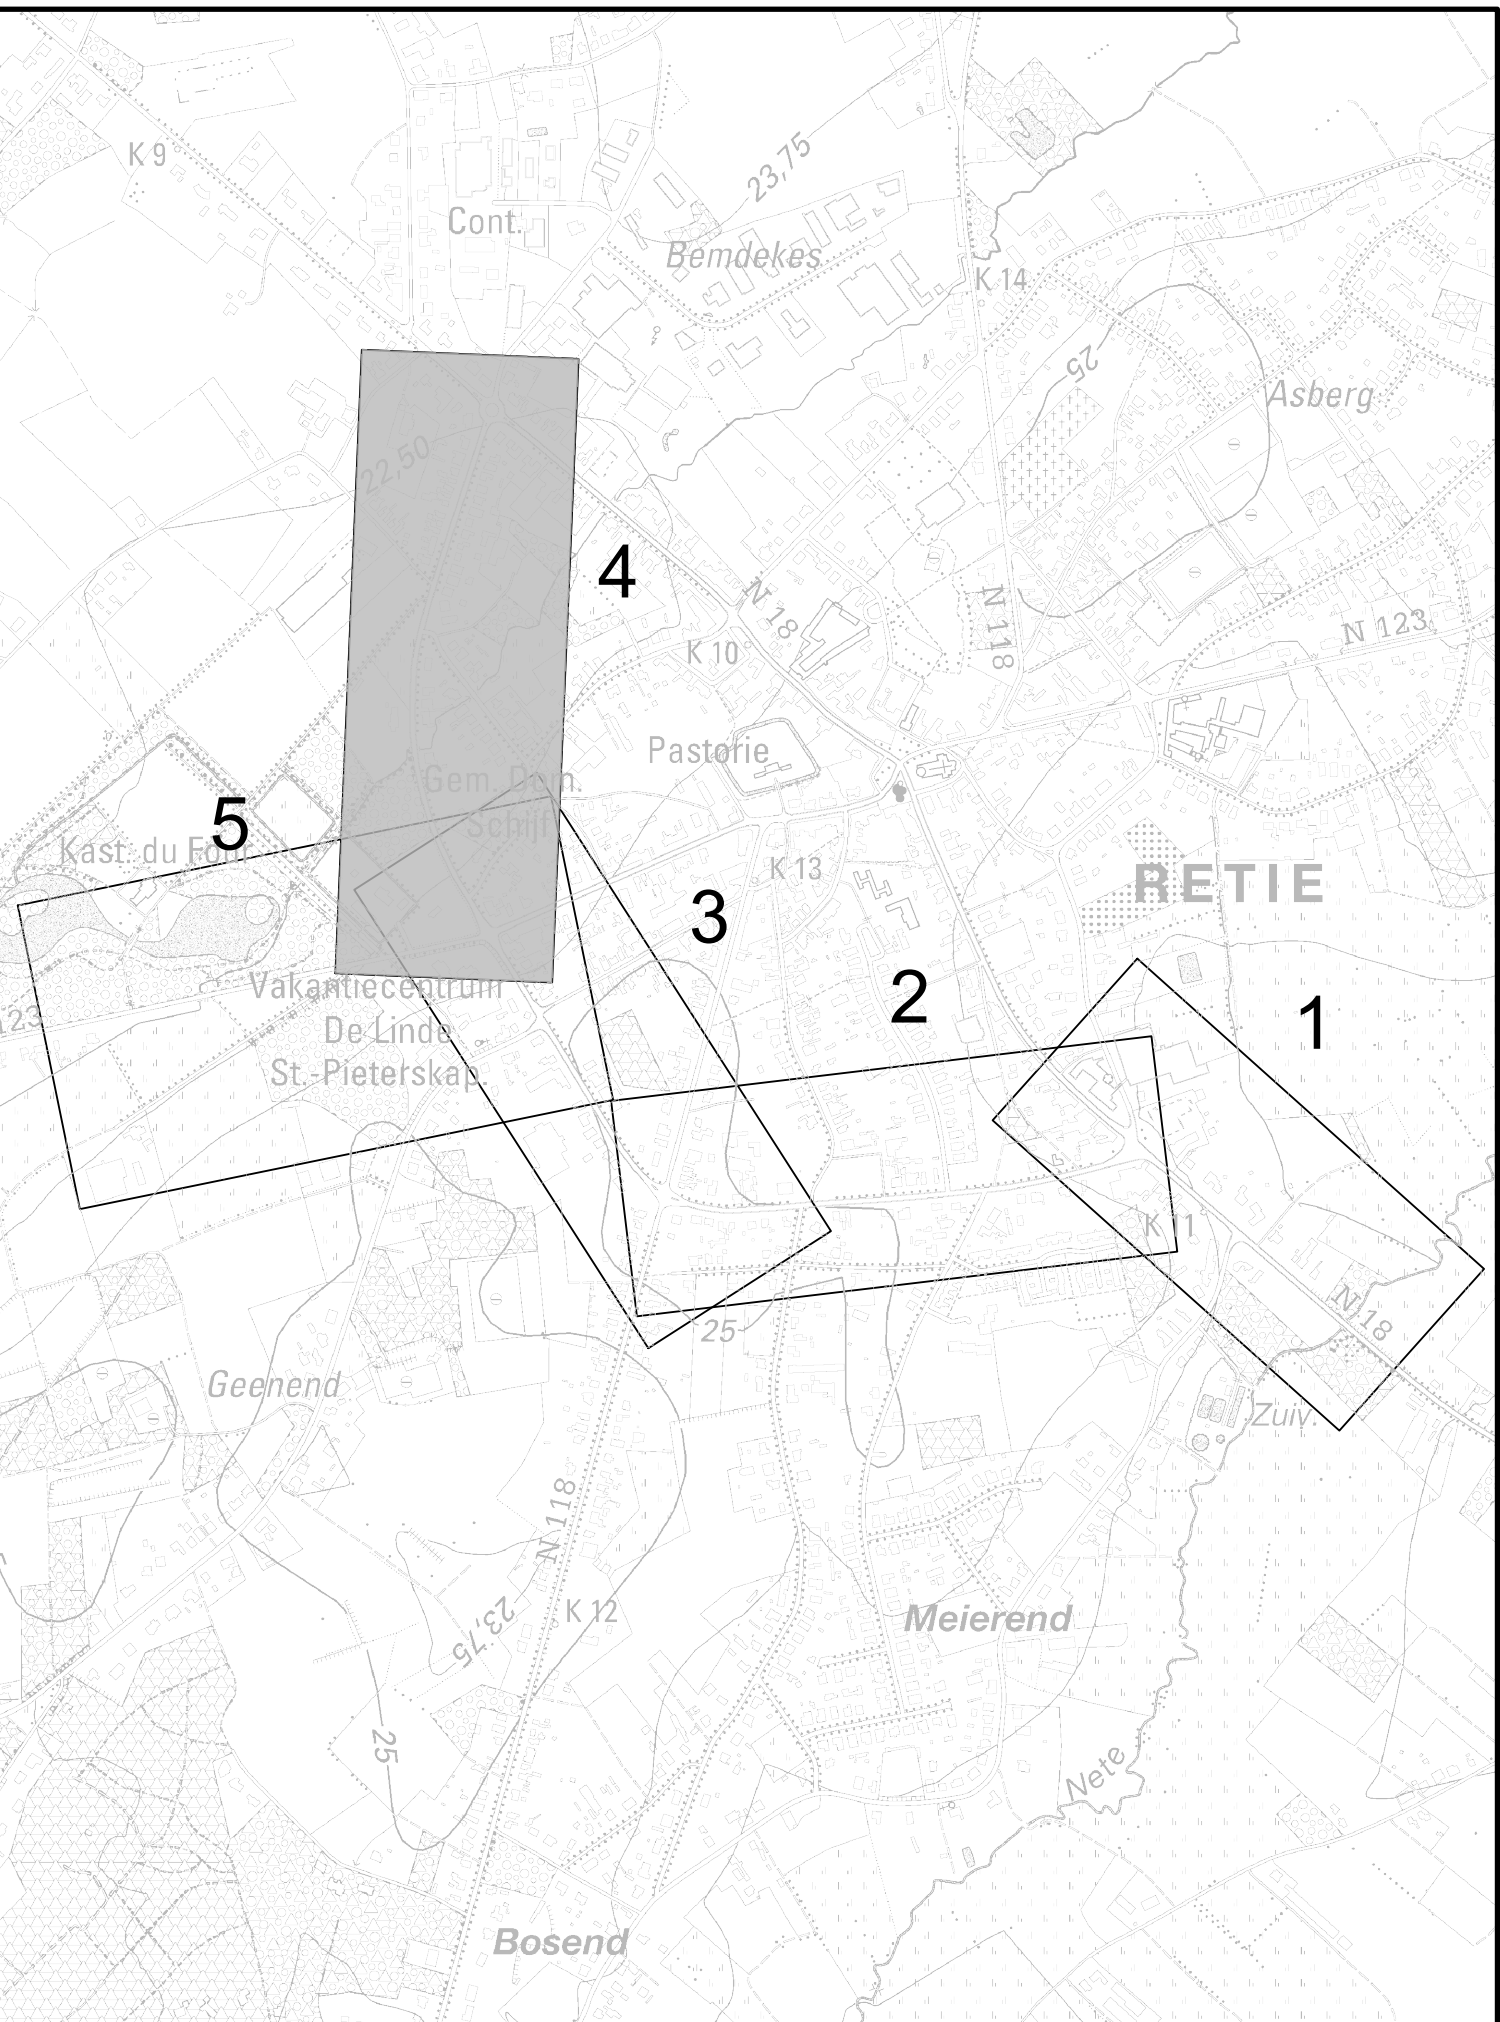 K 9
23,75
Cont.
Bemdekes
K 14
25
Asberg
22,50
4
N 18
N 118
N 123
K 10
Pastorie
Gem. Dom.
Schijf
5
Kast. du Four
K 13
RETIE
3
2
1
Vakantiecentrum
De Linde
St.-Pieterskap.
123
K 11
N 18
25
Geenend
Zuiv.
N 118
23,75
K 12
Meierend
25
Nete
Bosend